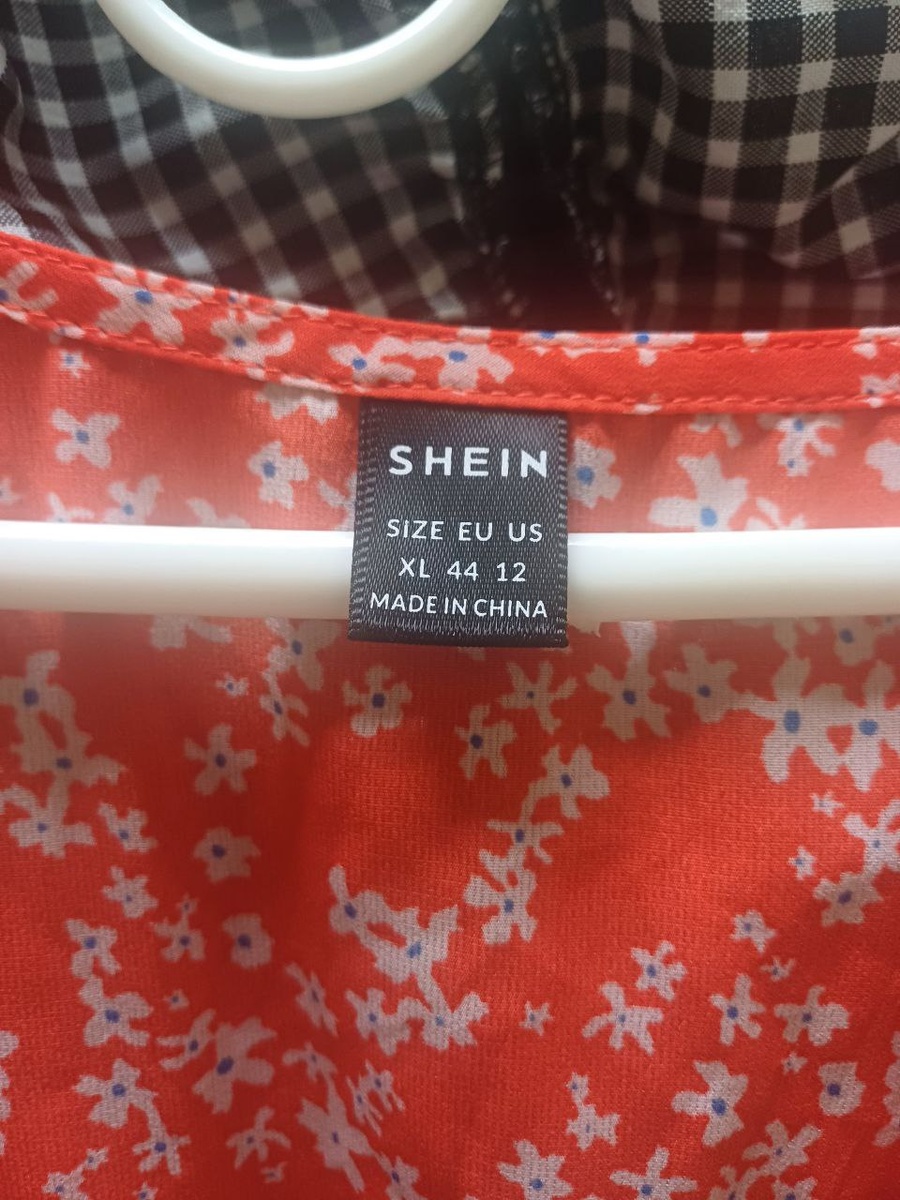 SHEIN
SIZE EU US
XL 44 12
MADE IN CHINA